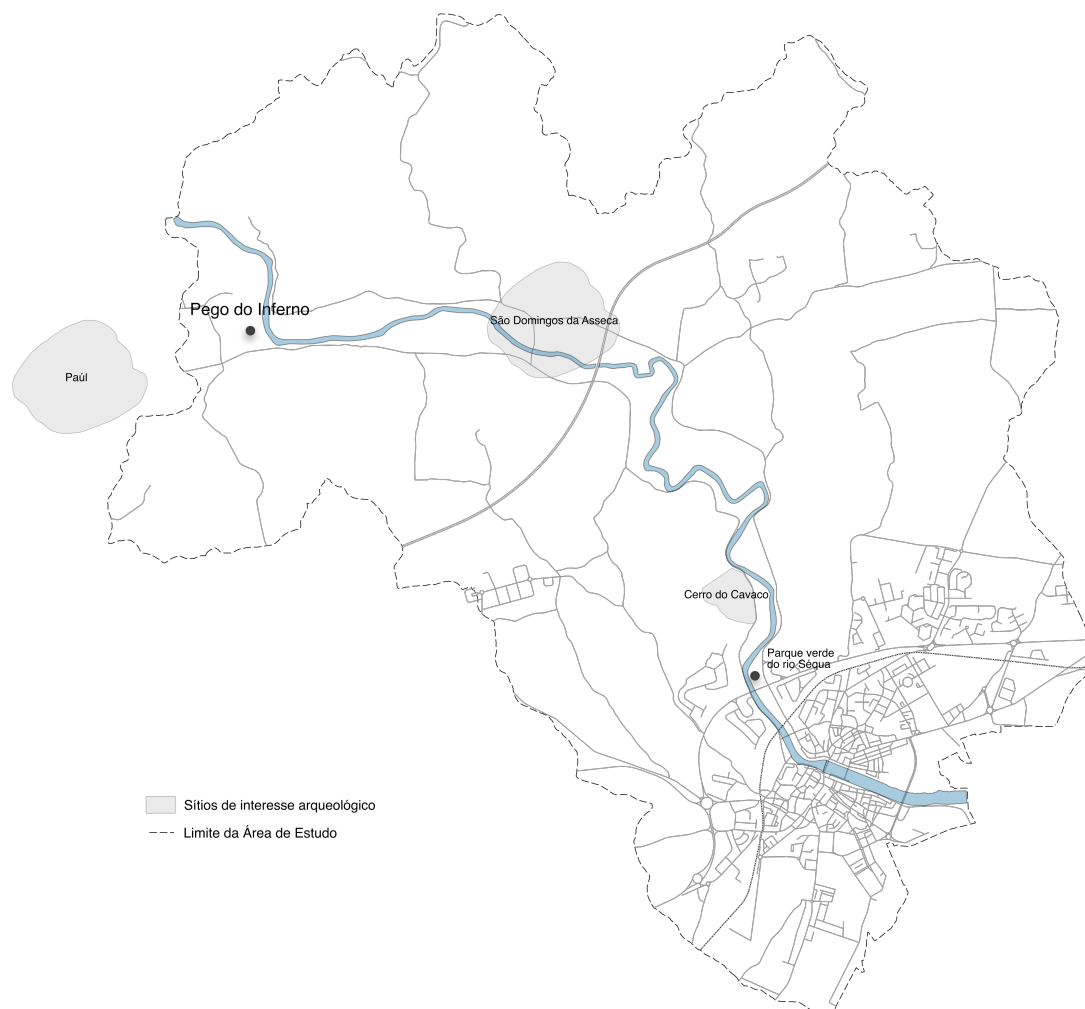 Pego do Inferno
São Domingos da Asseca
Paúl
Cerro do Cavaco
Parque verde
do rio Séqua
Sítios de interesse arqueológico
Limite da Área de Estudo